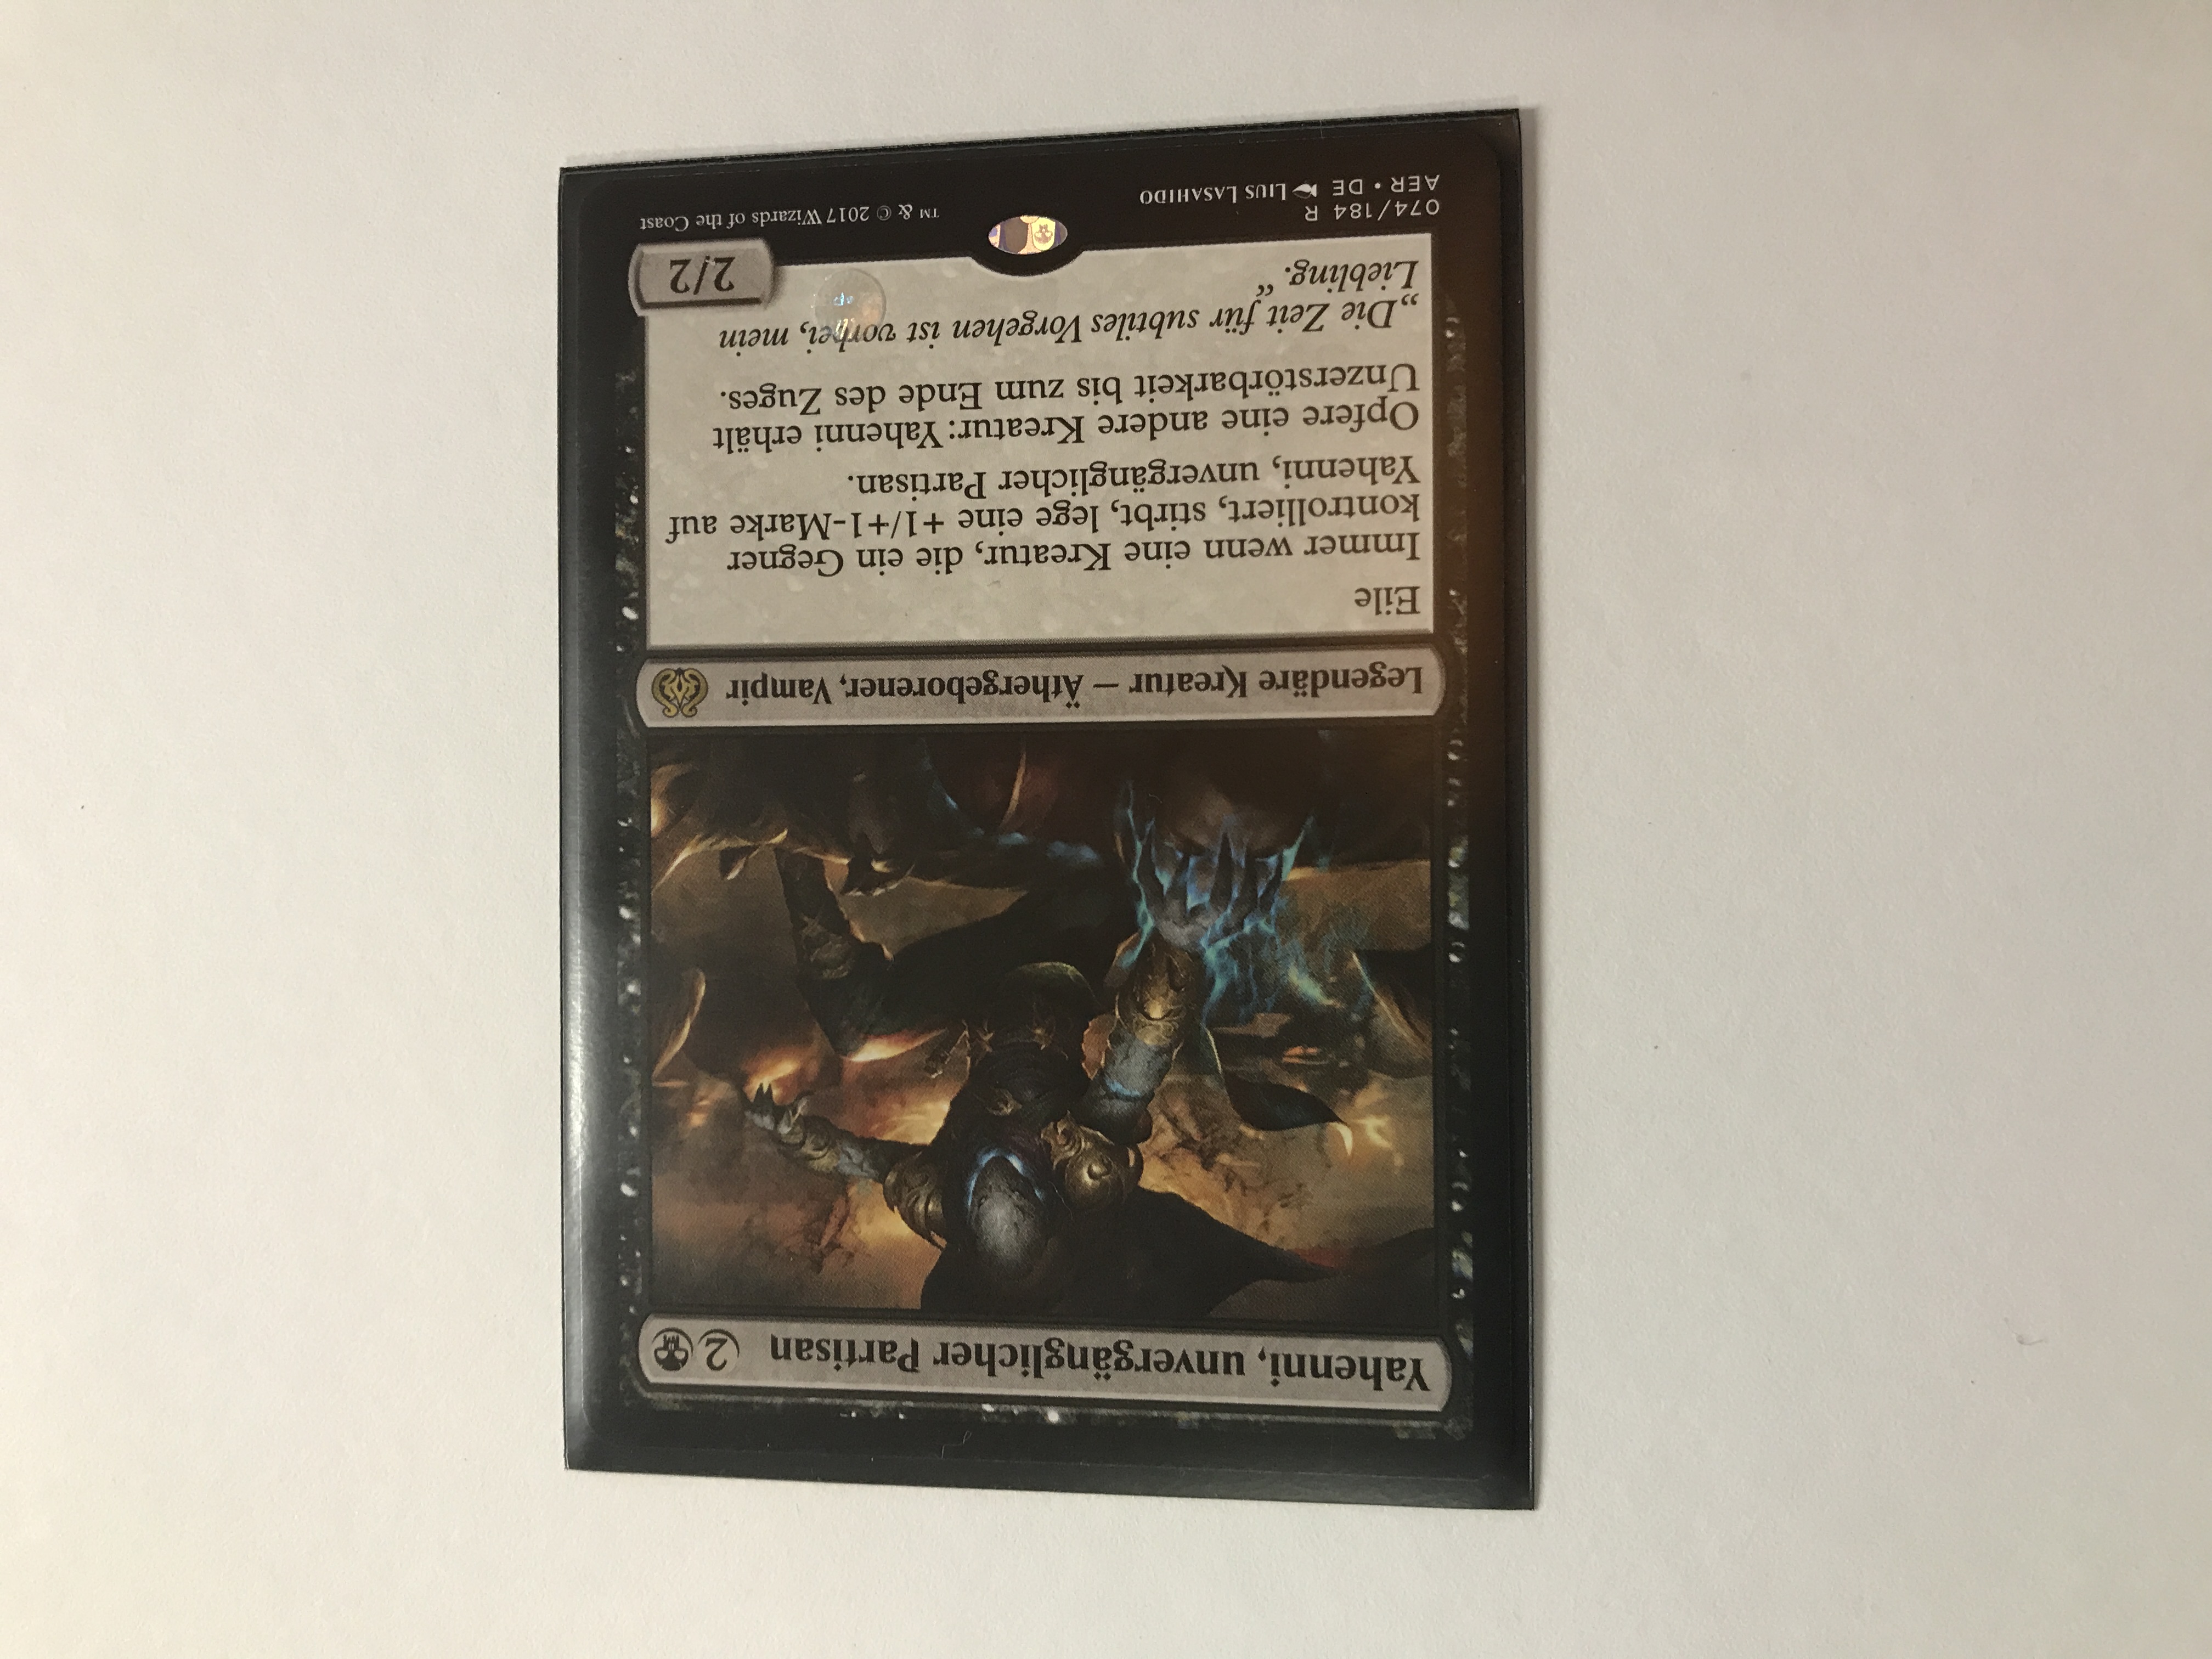 Yahenni, unvergänglicher Partisan 2
Legendäre Kreatur — Äthergeborener, Vampir
Eile
Immer wenn eine Kreatur, die ein Gegner
kontrolliert, stirbt, lege eine +1/+1-Marke auf
Yahenni, unvergänglicher Partisan.
Opfere eine andere Kreatur: Yahenni erhält
Unzerstörbarkeit bis zum Ende des Zuges.
„Die Zeit für subtiles Vorgehen ist vorbei, mein
Liebling.“
2/2
074/184 R
AER • DE LIUS LASAHIDO
™ & © 2017 Wizards of the Coast